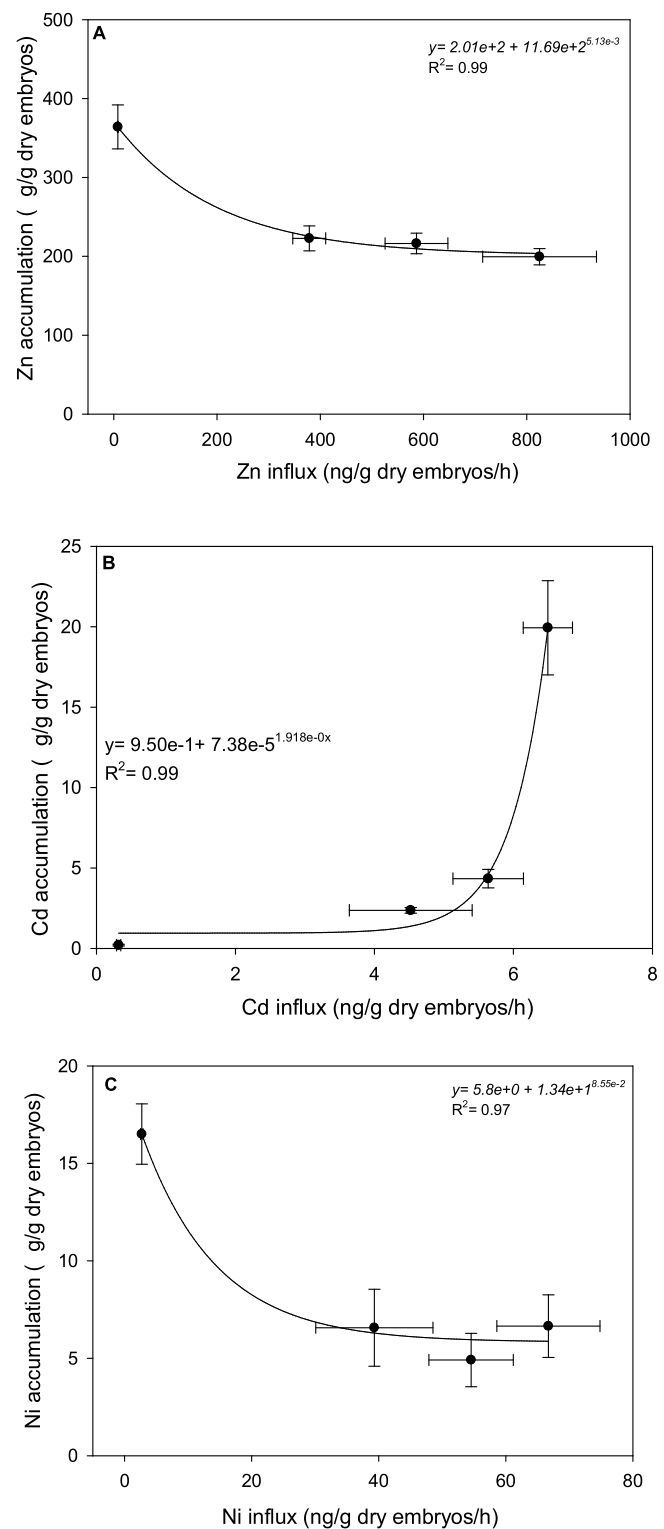 A
y= 2.01e+2 + 11.69e+2^5.13e-3
R²= 0.99
500
400
300
200
100
0
Zn accumulation ( g/g dry embryos)
0 200 400 600 800 1000
Zn influx (ng/g dry embryos/h)
B
y= 9.50e-1+ 7.38e-5^1.918e-0x
R²= 0.99
25
20
15
10
5
0
Cd accumulation ( g/g dry embryos)
0 2 4 6 8
Cd influx (ng/g dry embryos/h)
C
y= 5.8e+0 + 1.34e+1^8.55e-2
R²= 0.97
20
15
10
5
0
Ni accumulation ( g/g dry embryos)
0 20 40 60 80
Ni influx (ng/g dry embryos/h)